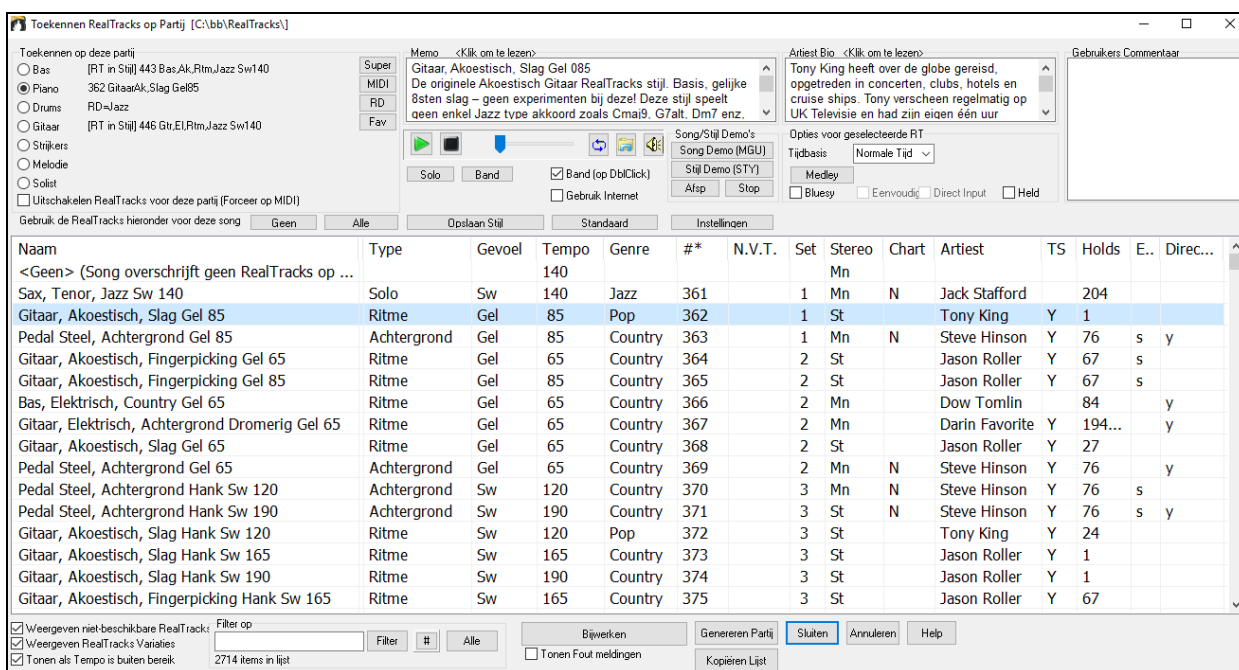 Toekennen RealTracks op Partij [C:\bb\RealTracks\]
Toekennen op deze partij
Bas [RT in Stijl] 443 Bas,Ak,Rtm,Jazz Sw140
Piano 362 GitaarAk,Slag Gel85
Drums RD=Jazz
Gitaar [RT in Stijl] 446 Gtr,El,Rtm,Jazz Sw140
Strijkers
Melodie
Solist
Uitschakelen RealTracks voor deze partij (Forceer op MIDI)
Super
MIDI
RD
Fav
Memo <Klik om te lezen>
Gitaar, Akoestisch, Slag Gel 085
De originele Akoestisch Gitaar RealTracks stijl. Basis, gelijke
8sten slag – geen experimenten bij deze! Deze stijl speelt
geen enkel Jazz type akkoord zoals Cmaj9, G7alt, Dm7 enz.
Solo Band
Band (op DblClick)
Gebruik Internet
Song/Stijl Demo's
Song Demo (MGU)
Stijl Demo (STY)
Afsp Stop
Artiest Bio <Klik om te lezen>
Tony King heeft over de globe gereisd,
opgetreden in concerten, clubs, hotels en
cruise ships. Tony verscheen regelmatig op
UK Televisie en had zijn eigen één uur
Opties voor geselecteerde RT
Tijdbasis Normale Tijd
Medley
Bluesy Eenvoudig Direct Input Held
Gebruikers Commentaar
Gebruik de RealTracks hieronder voor deze song Geen Alle Opslaan Stijl Standaard Instellingen
Naam Type Gevoel Tempo Genre #* N.V.T. Set Stereo Chart Artiest TS Holds E.. Direc...
<Geen> (Song overschrijft geen RealTracks op ... 140 Mn
Sax, Tenor, Jazz Sw 140 Solo Sw 140 Jazz 361 1 Mn N Jack Stafford 204
Gitaar, Akoestisch, Slag Gel 85 Ritme Gel 85 Pop 362 1 St Tony King Y 1
Pedal Steel, Achtergrond Gel 85 Achtergrond Gel 85 Country 363 1 Mn N Steve Hinson Y 76 s y
Gitaar, Akoestisch, Fingerpicking Gel 65 Ritme Gel 65 Country 364 2 St Jason Roller Y 67 s
Gitaar, Akoestisch, Fingerpicking Gel 85 Ritme Gel 85 Country 365 2 St Jason Roller Y 67 s
Bas, Elektrisch, Country Gel 65 Ritme Gel 65 Country 366 2 Mn Dow Tomlin 84 y
Gitaar, Elektrisch, Achtergrond Dromerig Gel 65 Ritme Gel 65 Country 367 2 Mn Darin Favorite Y 194... y
Gitaar, Akoestisch, Slag Gel 65 Ritme Gel 65 Country 368 2 St Jason Roller Y 27
Pedal Steel, Achtergrond Gel 65 Achtergrond Gel 65 Country 369 2 Mn N Steve Hinson Y 76 y
Pedal Steel, Achtergrond Hank Sw 120 Achtergrond Sw 120 Country 370 3 Mn N Steve Hinson Y 76 s
Pedal Steel, Achtergrond Hank Sw 190 Achtergrond Sw 190 Country 371 3 St N Steve Hinson Y 76 s y
Gitaar, Akoestisch, Slag Hank Sw 120 Ritme Sw 120 Pop 372 3 St Tony King Y 24
Gitaar, Akoestisch, Slag Hank Sw 165 Ritme Sw 165 Country 373 3 St Jason Roller Y 1
Gitaar, Akoestisch, Slag Hank Sw 190 Ritme Sw 190 Country 374 3 St Jason Roller Y 1
Gitaar, Akoestisch, Fingerpicking Hank Sw 165 Ritme Sw 165 Country 375 3 St Jason Roller Y 67
Weergeven niet-beschikbare RealTracks
Weergeven RealTracks Variaties
Tonen als Tempo is buiten bereik
Filter op
Filter # Alle
2714 items in lijst
Bijwerken
Tonen Fout meldingen
Genereren Partij Sluiten Annuleren Help
Kopiëren Lijst